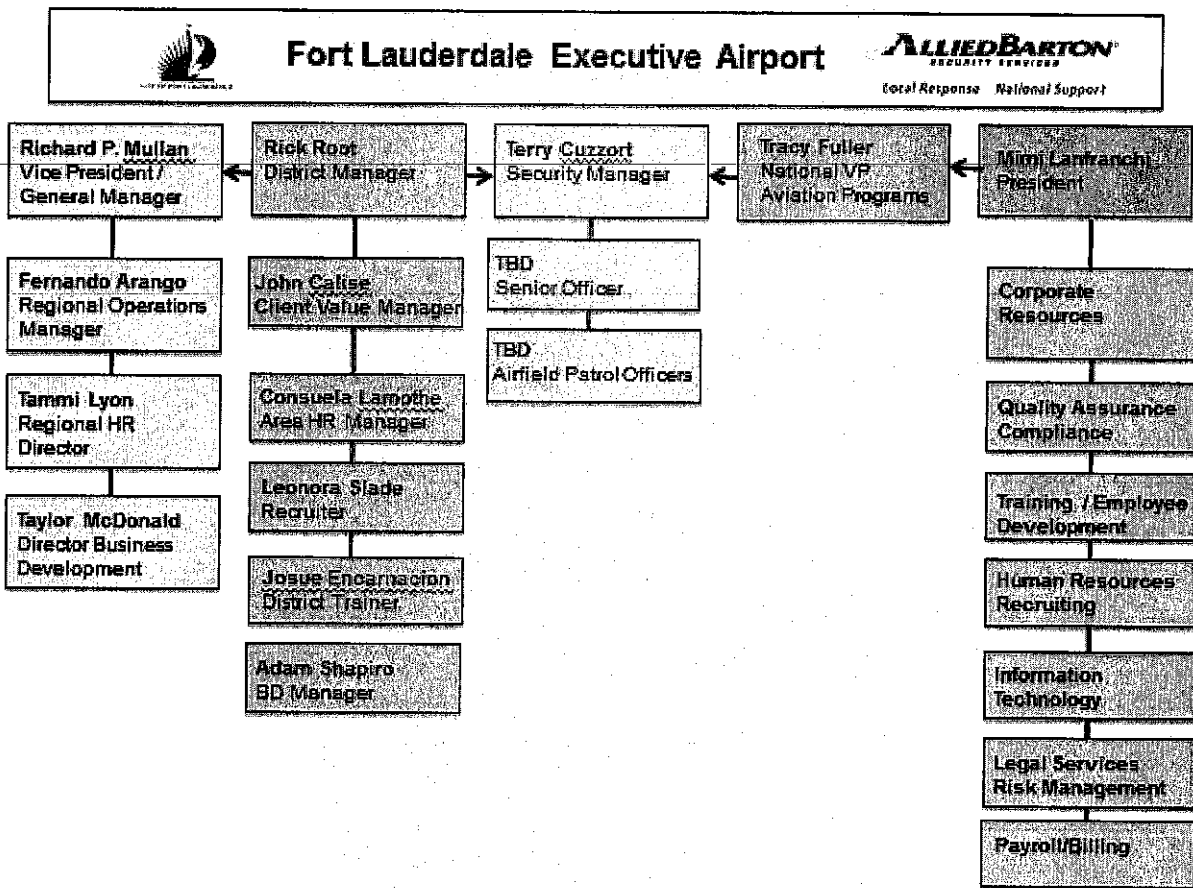 Fort Lauderdale Executive Airport
ALLIEDBARTON
SECURITY SERVICES
Local Response National Support
Richard P. Mullan
Vice President /
General Manager
Rick Root
District Manager
Terry Cuzzort
Security Manager
Tracy Fuller
National VP
Aviation Programs
Mimi Lanfranchi
President
Fernando Arango
Regional Operations
Manager
Tammi Lyon
Regional HR
Director
Taylor McDonald
Director Business
Development
John Calise
Client Value Manager
Consuela Lamothe
Area HR Manager
Leonora Slade
Recruiter
Josue Encarnacion
District Trainer
Adam Shapiro
BD Manager
TBD
Senior Officer
TBD
Airfield Patrol Officers
Corporate
Resources
Quality Assurance
Compliance
Training / Employee
Development
Human Resources
Recruiting
Information
Technology
Legal Services
Risk Management
Payroll/Billing